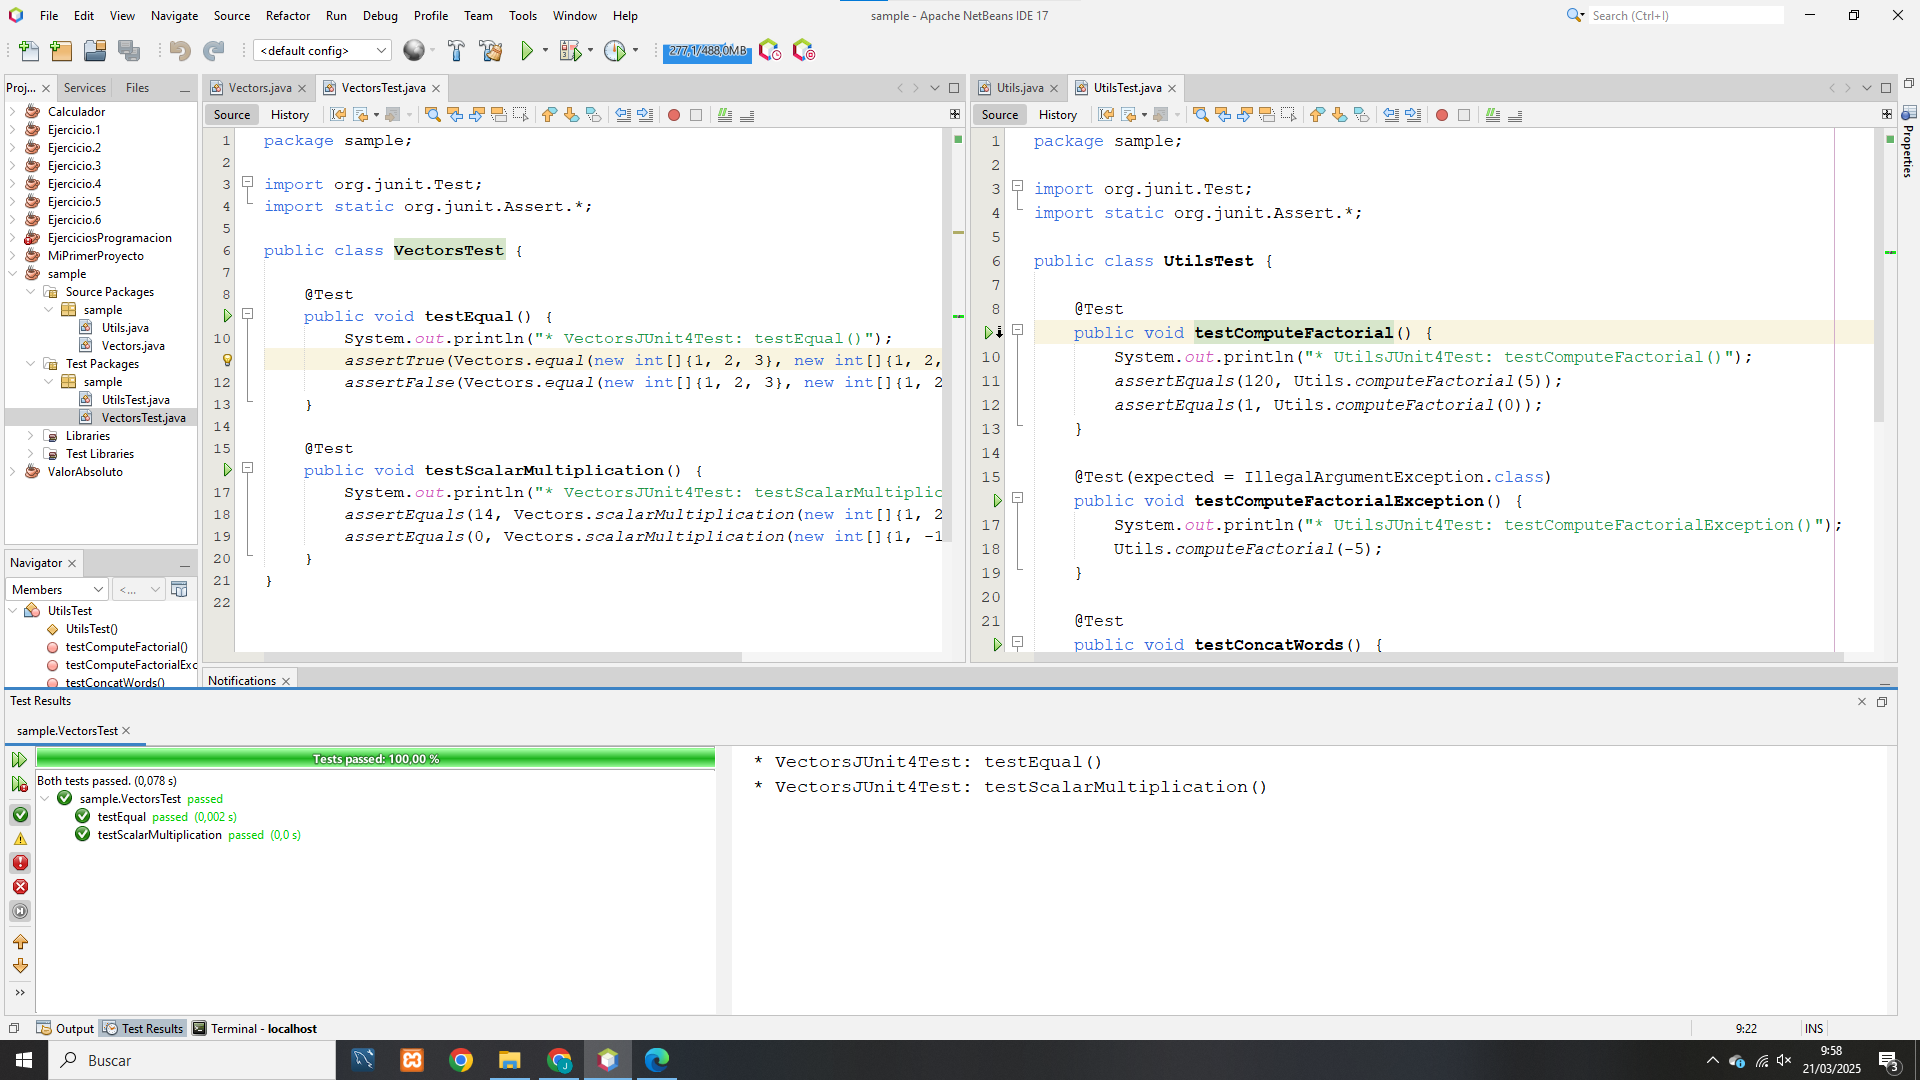 File Edit View Navigate Source Refactor Run Debug Profile Team Tools Window Help
sample - Apache NetBeans IDE 17
Search (Ctrl+I)
<default config>
277,1/488,0MB
Proj... Services Files
Calculador
Ejercicio.1
Ejercicio.2
Ejercicio.3
Ejercicio.4
Ejercicio.5
Ejercicio.6
EjerciciosProgramacion
MiPrimerProyecto
sample
Source Packages
sample
Utils.java
Vectors.java
Test Packages
sample
UtilsTest.java
VectorsTest.java
Libraries
Test Libraries
ValorAbsoluto
Navigator
Members <...
UtilsTest
UtilsTest()
testComputeFactorial()
testComputeFactorialExc
testConcatWords()
Vectors.java VectorsTest.java
Source History
1 package sample;
2
3 import org.junit.Test;
4 import static org.junit.Assert.*;
5
6 public class VectorsTest {
7
8 @Test
public void testEqual() {
10 System.out.println("* VectorsJUnit4Test: testEqual()");
assertTrue(Vectors.equal(new int[]{1, 2, 3}, new int[]{1, 2,
12 assertFalse(Vectors.equal(new int[]{1, 2, 3}, new int[]{1, 2
13 }
14
15 @Test
public void testScalarMultiplication() {
17 System.out.println("* VectorsJUnit4Test: testScalarMultiplic
18 assertEquals(14, Vectors.scalarMultiplication(new int[]{1, 2
19 assertEquals(0, Vectors.scalarMultiplication(new int[]{1, -1
20 }
21 }
22
Utils.java UtilsTest.java
Source History
1 package sample;
2
3 import org.junit.Test;
4 import static org.junit.Assert.*;
5
6 public class UtilsTest {
7
8 @Test
public void testComputeFactorial() {
10 System.out.println("* UtilsJUnit4Test: testComputeFactorial()");
11 assertEquals(120, Utils.computeFactorial(5));
12 assertEquals(1, Utils.computeFactorial(0));
13 }
14
15 @Test(expected = IllegalArgumentException.class)
public void testComputeFactorialException() {
17 System.out.println("* UtilsJUnit4Test: testComputeFactorialException()");
18 Utils.computeFactorial(-5);
19 }
20
21 @Test
public void testConcatWords() {
Properties
Notifications
Test Results
sample.VectorsTest
Tests passed: 100,00 %
Both tests passed. (0,078 s)
sample.VectorsTest passed
testEqual passed (0,002 s)
testScalarMultiplication passed (0,0 s)
* VectorsJUnit4Test: testEqual()
* VectorsJUnit4Test: testScalarMultiplication()
Output Test Results Terminal - localhost
9:22 INS
Buscar
9:58
21/03/2025
3